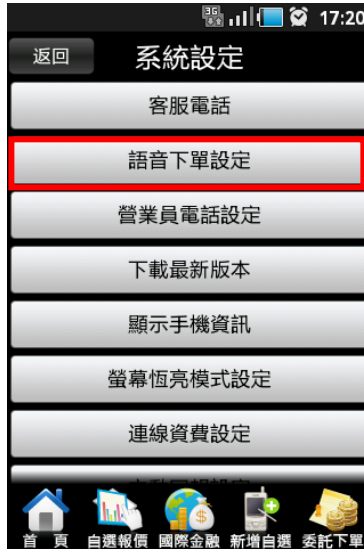 3G 17:20
返回 系統設定
客服電話
語音下單設定
營業員電話設定
下載最新版本
顯示手機資訊
螢幕恆亮模式設定
連線資費設定
首 頁 自選報價 國際金融 新增自選 委託下單